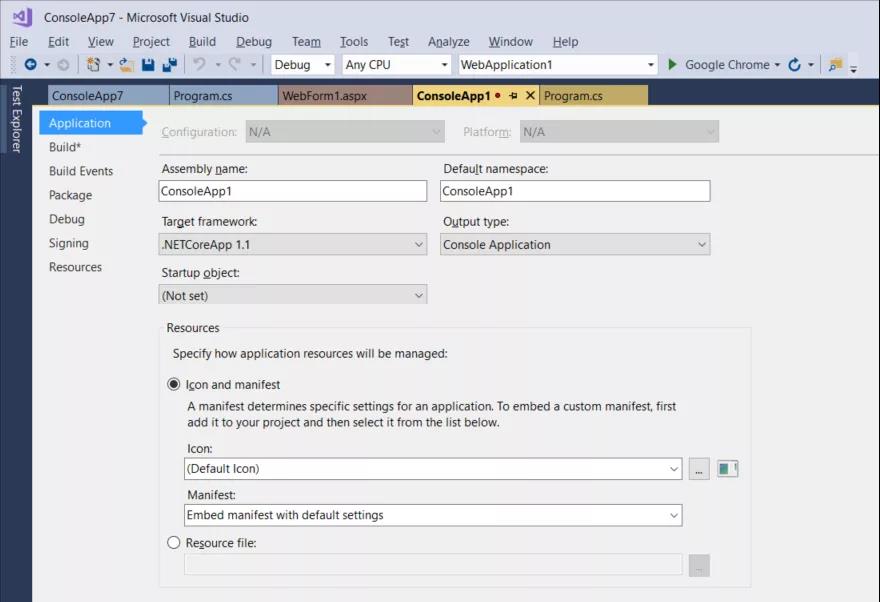 ConsoleApp7 - Microsoft Visual Studio
File Edit View Project Build Debug Team Tools Test Analyze Window Help
Debug Any CPU WebApplication1 Google Chrome
Test Explorer
ConsoleApp7 Program.cs WebForm1.aspx ConsoleApp1 Program.cs
Application
Build*
Build Events
Package
Debug
Signing
Resources
Configuration: N/A Platform: N/A
Assembly name: Default namespace:
ConsoleApp1 ConsoleApp1
Target framework: Output type:
.NETCoreApp 1.1 Console Application
Startup object:
(Not set)
Resources
Specify how application resources will be managed:
Icon and manifest
A manifest determines specific settings for an application. To embed a custom manifest, first
add it to your project and then select it from the list below.
Icon:
(Default Icon) ...
Manifest:
Embed manifest with default settings
Resource file:
...